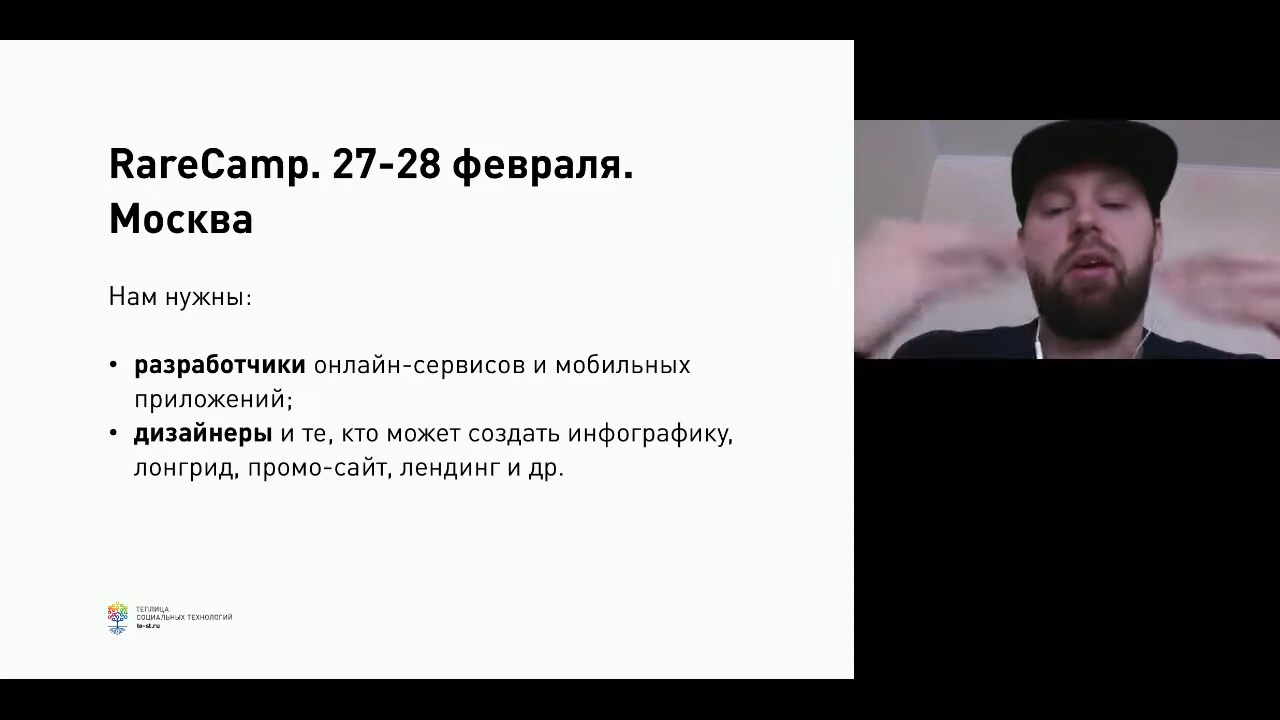 RareCamp. 27-28 февраля.
Москва
Нам нужны:
• разработчики онлайн-сервисов и мобильных
приложений;
• дизайнеры и те, кто может создать инфографику,
лонгрид, промо-сайт, лендинг и др.
ТЕПЛИЦА
СОЦИАЛЬНЫХ ТЕХНОЛОГИЙ
te-st.ru